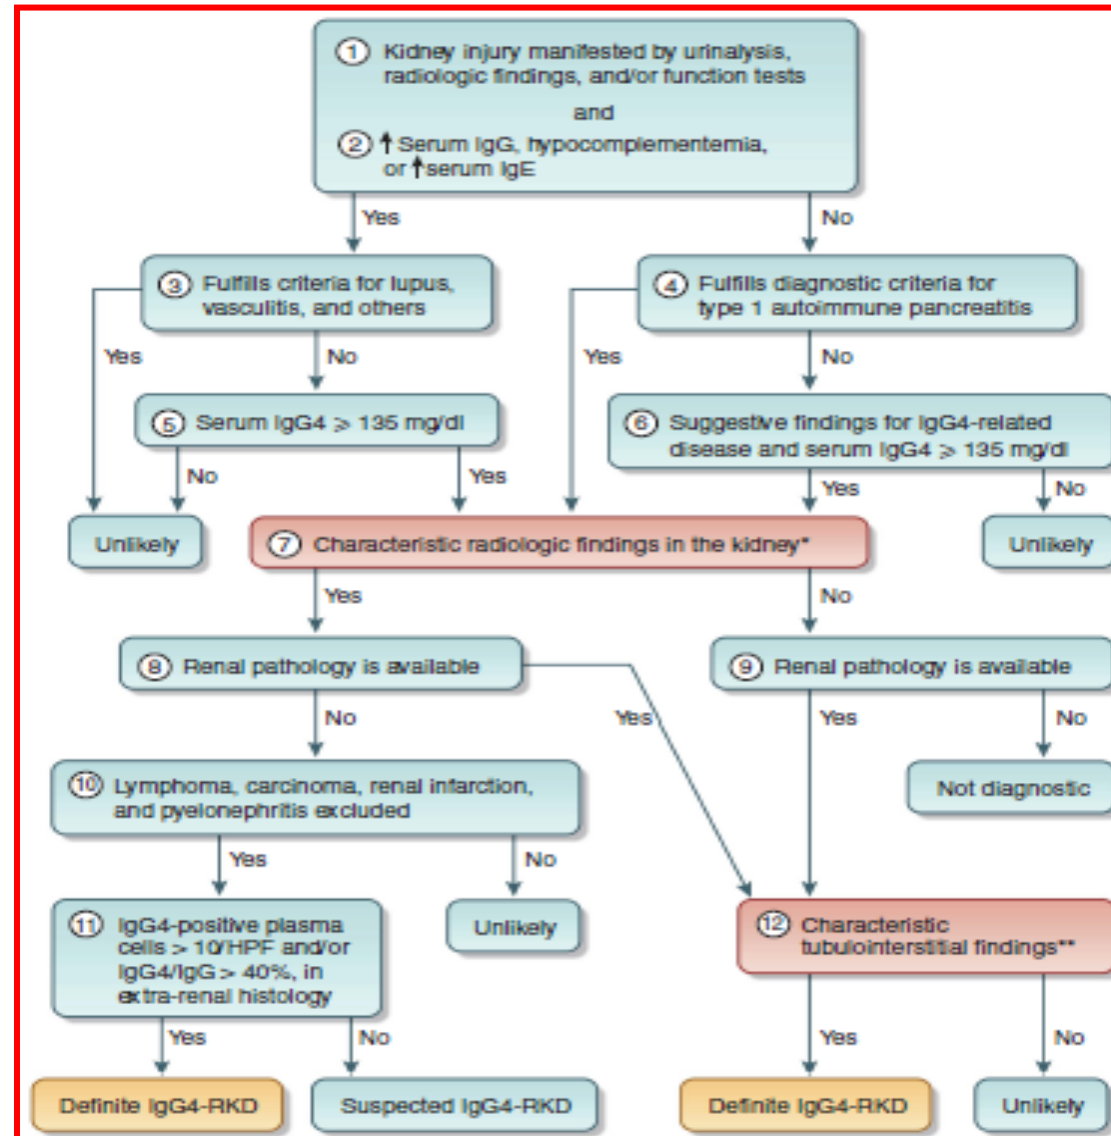 ① Kidney injury manifested by urinalysis,
radiologic findings, and/or function tests
and
② ↑Serum IgG, hypocomplementemia,
or ↑serum IgE
Yes
No
③ Fulfills criteria for lupus,
vasculitis, and others
④ Fulfills diagnostic criteria for
type 1 autoimmune pancreatitis
Yes
No
Yes
No
⑤ Serum IgG4 ⩾ 135 mg/dl
⑥ Suggestive findings for IgG4-related
disease and serum IgG4 ⩾ 135 mg/dl
No
Yes
Yes
No
Unlikely
⑦ Characteristic radiologic findings in the kidney*
Unlikely
Yes
No
⑧ Renal pathology is available
⑨ Renal pathology is available
No
Yes
Yes
No
⑩ Lymphoma, carcinoma, renal infarction,
and pyelonephritis excluded
Not diagnostic
Yes
No
⑪ IgG4-positive plasma
cells > 10/HPF and/or
IgG4/IgG > 40%, in
extra-renal histology
Unlikely
⑫ Characteristic
tubulointerstitial findings**
Yes
No
Yes
No
Definite IgG4-RKD
Suspected IgG4-RKD
Definite IgG4-RKD
Unlikely